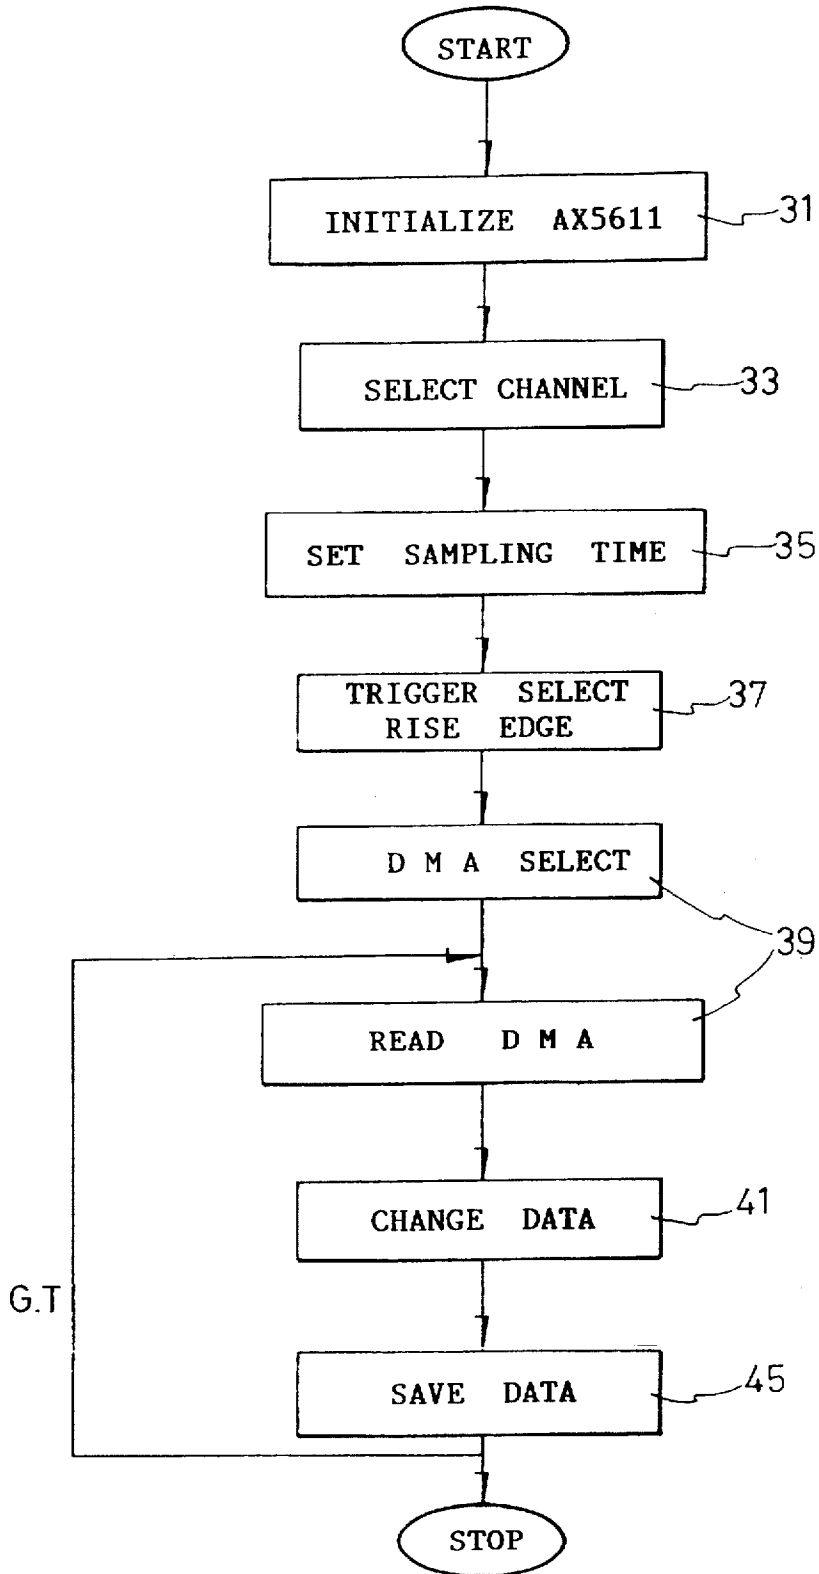 START
INITIALIZE AX5611
31
SELECT CHANNEL
33
SET SAMPLING TIME
35
TRIGGER SELECT
RISE EDGE
37
D M A SELECT
39
READ D M A
CHANGE DATA
41
G.T
SAVE DATA
45
STOP